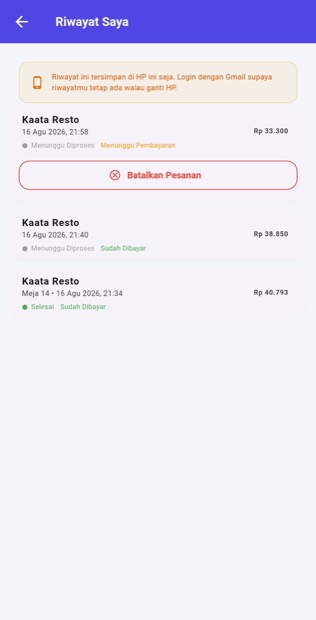 Riwayat Saya
Riwayat ini tersimpan di HP ini saja. Login dengan Gmail supaya
riwayatmu tetap ada walau ganti HP.
Kaata Resto
16 Agu 2026, 21:58
Rp 33.300
Menunggu Diproses Menunggu Pembayaran
Batalkan Pesanan
Kaata Resto
16 Agu 2026, 21:40
Rp 38.850
Menunggu Diproses Sudah Dibayar
Kaata Resto
Meja 14 • 16 Agu 2026, 21:34
Rp 40.793
Selesai Sudah Dibayar